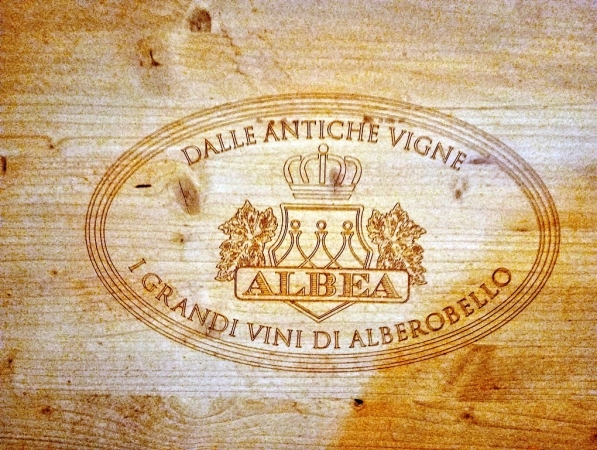 DALLE ANTICHE VIGNE
ALBEA
I GRANDI VINI DI ALBEROBELLO